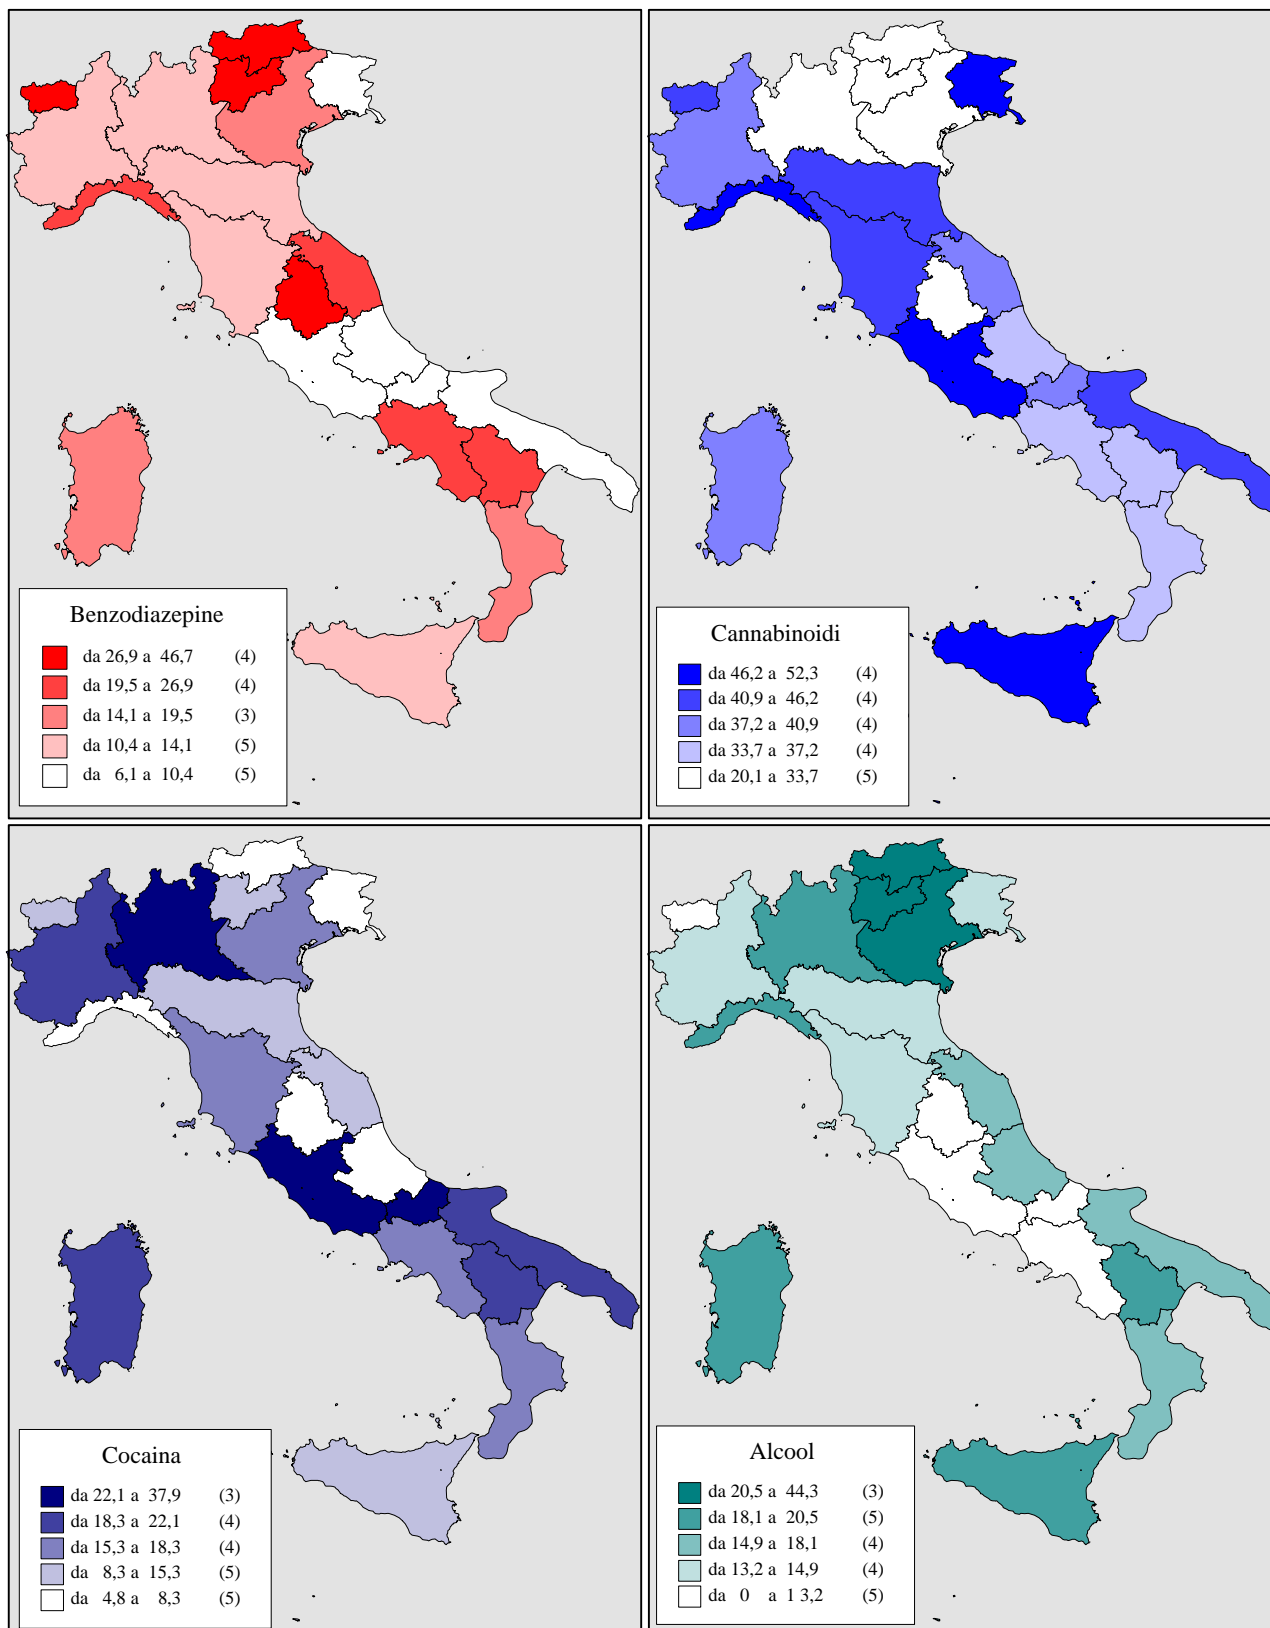 Benzodiazepine
da 26,9 a 46,7 (4)
da 19,5 a 26,9 (4)
da 14,1 a 19,5 (3)
da 10,4 a 14,1 (5)
da 6,1 a 10,4 (5)
Cannabinoidi
da 46,2 a 52,3 (4)
da 40,9 a 46,2 (4)
da 37,2 a 40,9 (4)
da 33,7 a 37,2 (4)
da 20,1 a 33,7 (5)
Cocaina
da 22,1 a 37,9 (3)
da 18,3 a 22,1 (4)
da 15,3 a 18,3 (4)
da 8,3 a 15,3 (5)
da 4,8 a 8,3 (5)
Alcool
da 20,5 a 44,3 (3)
da 18,1 a 20,5 (5)
da 14,9 a 18,1 (4)
da 13,2 a 14,9 (4)
da 0 a 1 3,2 (5)